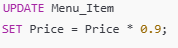 UPDATE Menu_Item
SET Price = Price * 0.9;